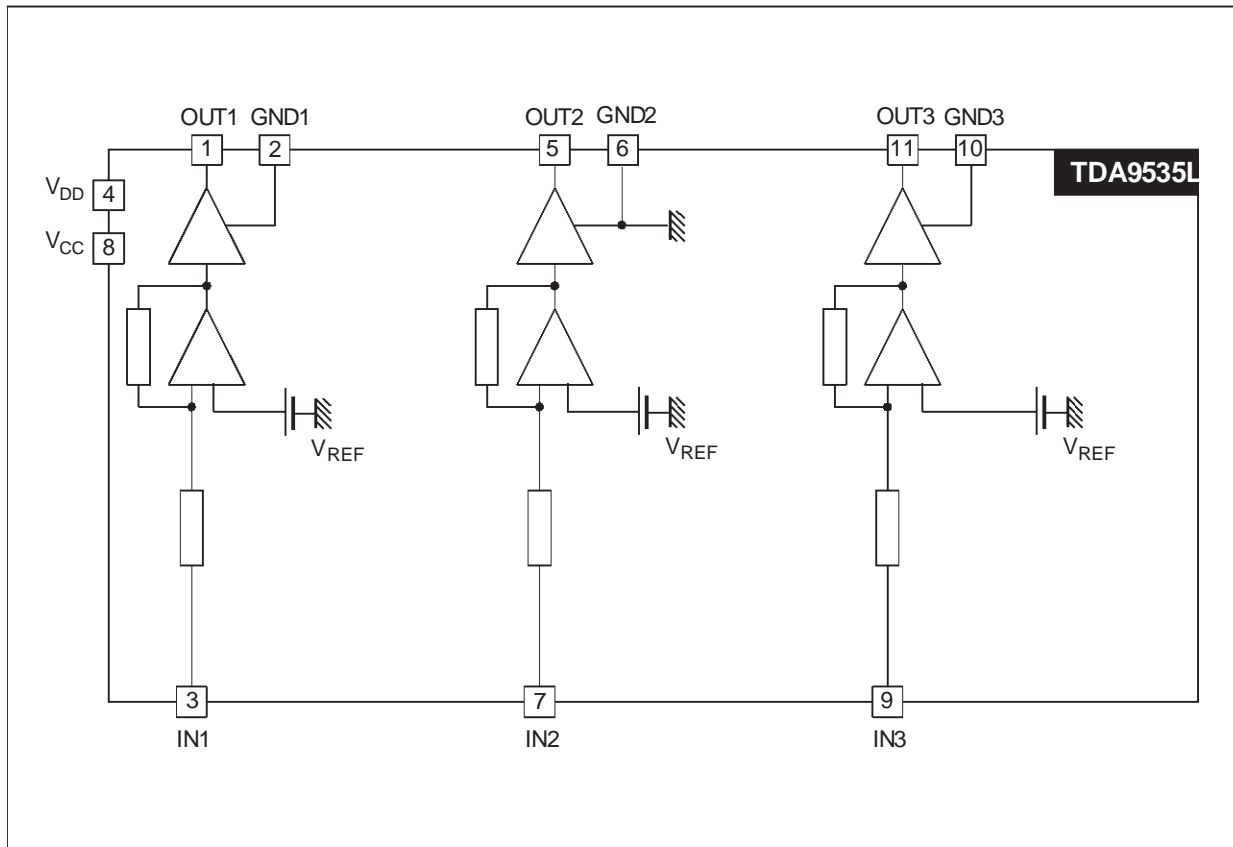 OUT1 GND1 OUT2 GND2 OUT3 GND3
1 2 5 6 11 10
TDA9535L
VDD 4
VCC 8
VREF VREF VREF
3 7 9
IN1 IN2 IN3